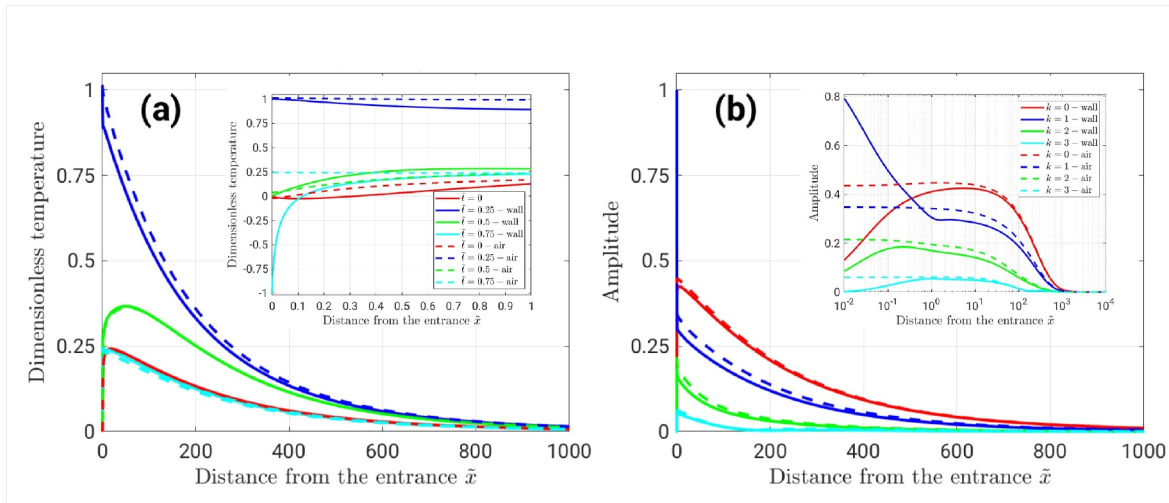 (a)
Dimensionless temperature
1
0.75
0.5
0.25
0
0
200
400
600
800
1000
Distance from the entrance x̃
Dimensionless temperature
1
0.75
0.5
0.25
0
-0.25
-0.5
-0.75
-1
0
0.1
0.2
0.3
0.4
0.5
0.6
0.7
0.8
0.9
1
Distance from the entrance x̃
t̃ = 0
t̃ = 0.25 – wall
t̃ = 0.5 – wall
t̃ = 0.75 – wall
t̃ = 0 – air
t̃ = 0.25 – air
t̃ = 0.5 – air
t̃ = 0.75 – air
(b)
Amplitude
1
0.75
0.5
0.25
0
0
200
400
600
800
1000
Distance from the entrance x̃
Amplitude
0.8
0.6
0.4
0.2
0
10⁻²
10⁻¹
10⁰
10¹
10²
10³
10⁴
Distance from the entrance x̃
k = 0 – wall
k = 1 – wall
k = 2 – wall
k = 3 – wall
k = 0 – air
k = 1 – air
k = 2 – air
k = 3 – air